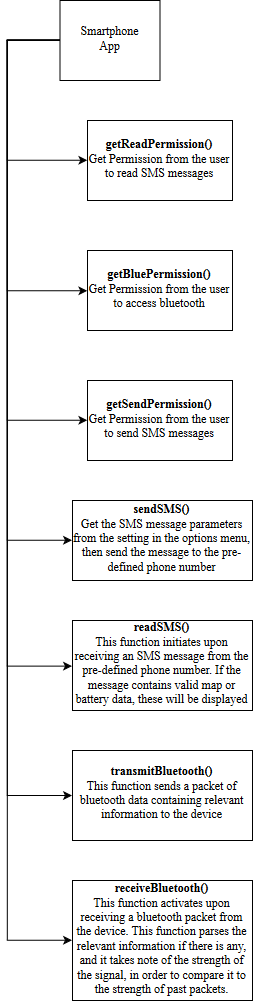 Smartphone
App
getReadPermission()
Get Permission from the user
to read SMS messages
getBluePermission()
Get Permission from the user
to access bluetooth
getSendPermission()
Get Permission from the user
to send SMS messages
sendSMS()
Get the SMS message parameters
from the setting in the options menu,
then send the message to the pre-
defined phone number
readSMS()
This function initiates upon
receiving an SMS message from the
pre-defined phone number. If the
message contains valid map or
battery data, these will be displayed
transmitBluetooth()
This function sends a packet of
bluetooth data containing relevant
information to the device
receiveBluetooth()
This function activates upon
receiving a bluetooth packet from
the device. This function parses the
relevant information if there is any,
and it takes note of the strength of
the signal, in order to compare it to
the strength of past packets.